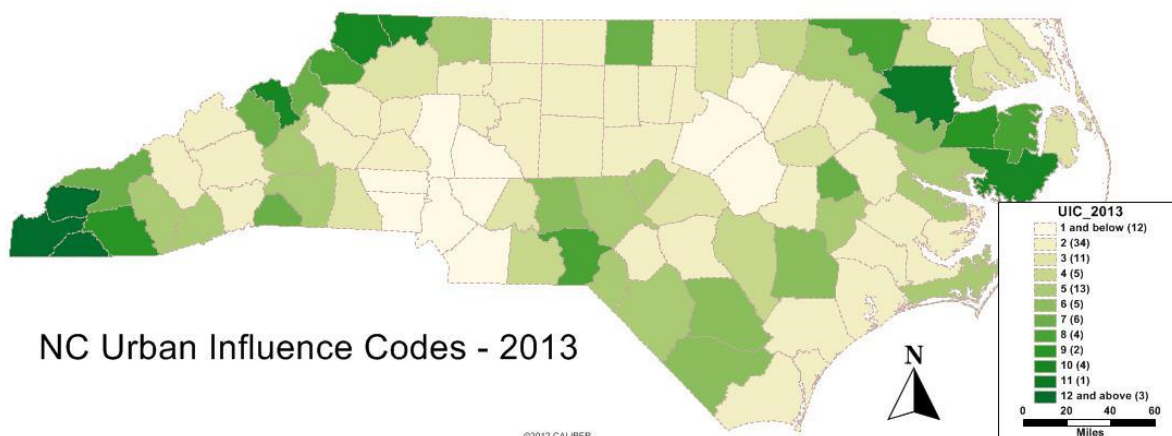 UIC_2013
1 and below (12)
2 (34)
3 (11)
4 (5)
5 (13)
6 (5)
7 (6)
8 (4)
9 (2)
10 (4)
11 (1)
12 and above (3)
0 20 40 60
Miles
NC Urban Influence Codes - 2013
N